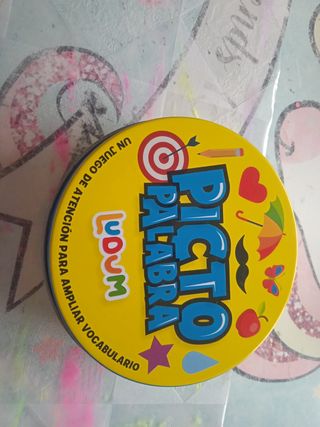 PICTO
PALABRA
LUDUM
UN JUEGO DE ATENCIÓN PARA AMPLIAR VOCABULARIO